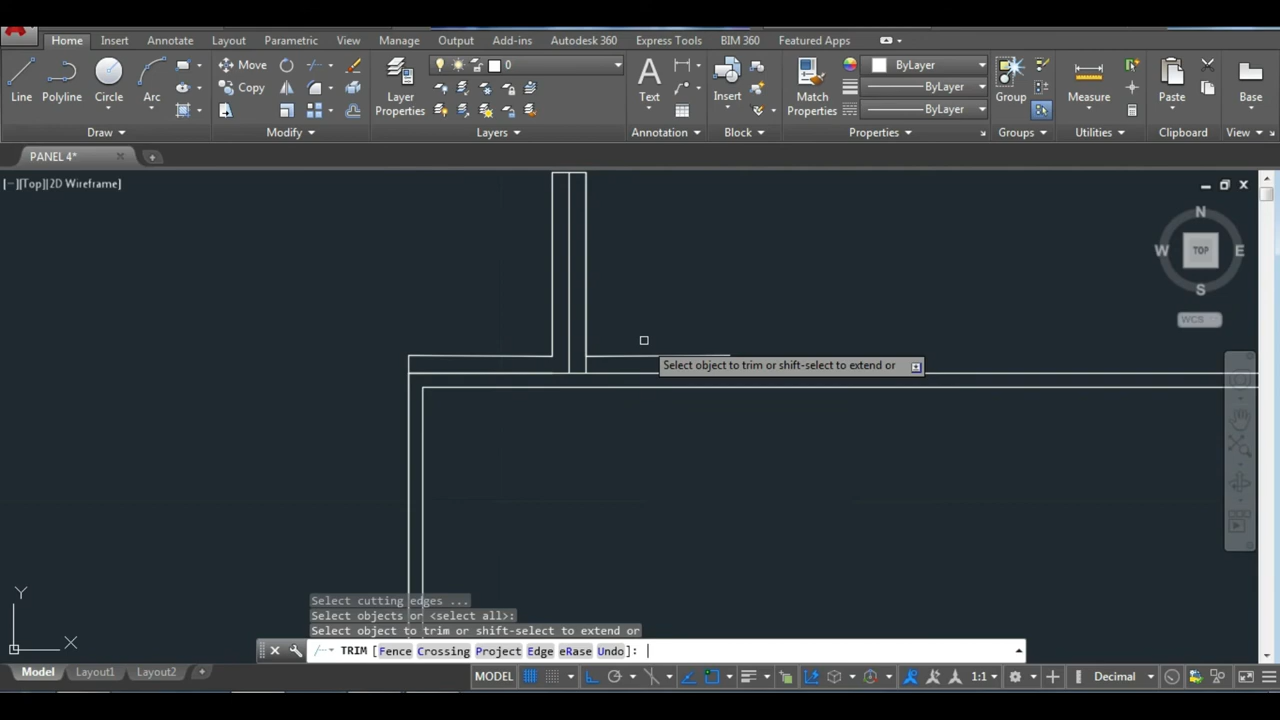 Home Insert Annotate Layout Parametric View Manage Output Add-ins Autodesk 360 Express Tools BIM 360 Featured Apps
Line Polyline Circle Arc
Move
Copy
Layer
Properties
0
Text
Insert
Match
Properties
ByLayer
ByLayer
ByLayer
Group
Measure
Paste
Base
Draw Modify Layers Annotation Block Properties Groups Utilities Clipboard View
PANEL 4*
[−][Top][2D Wireframe]
N
W TOP E
S
WCS
Select object to trim or shift-select to extend or
Select cutting edges ...
Select objects or <select all>:
Select object to trim or shift-select to extend or
TRIM [Fence Crossing Project Edge eRase Undo]:
Y
X
Model Layout1 Layout2 +
MODEL 1:1 Decimal